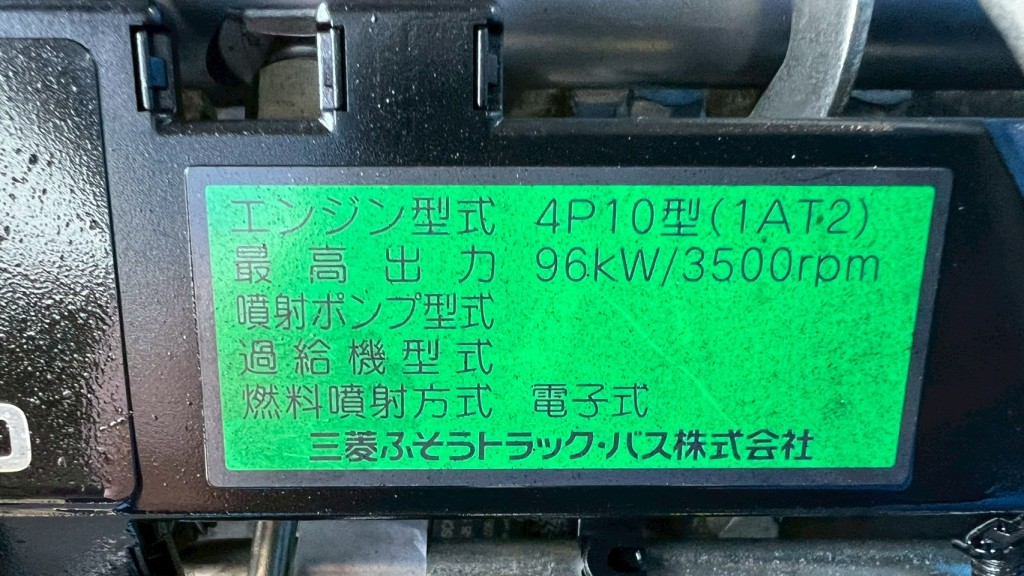 エンジン型式 4P10型(1AT2)
最高出力 96kW/3500rpm
噴射ポンプ型式
過給機型式
燃料噴射方式 電子式
三菱ふそうトラック・バス株式会社